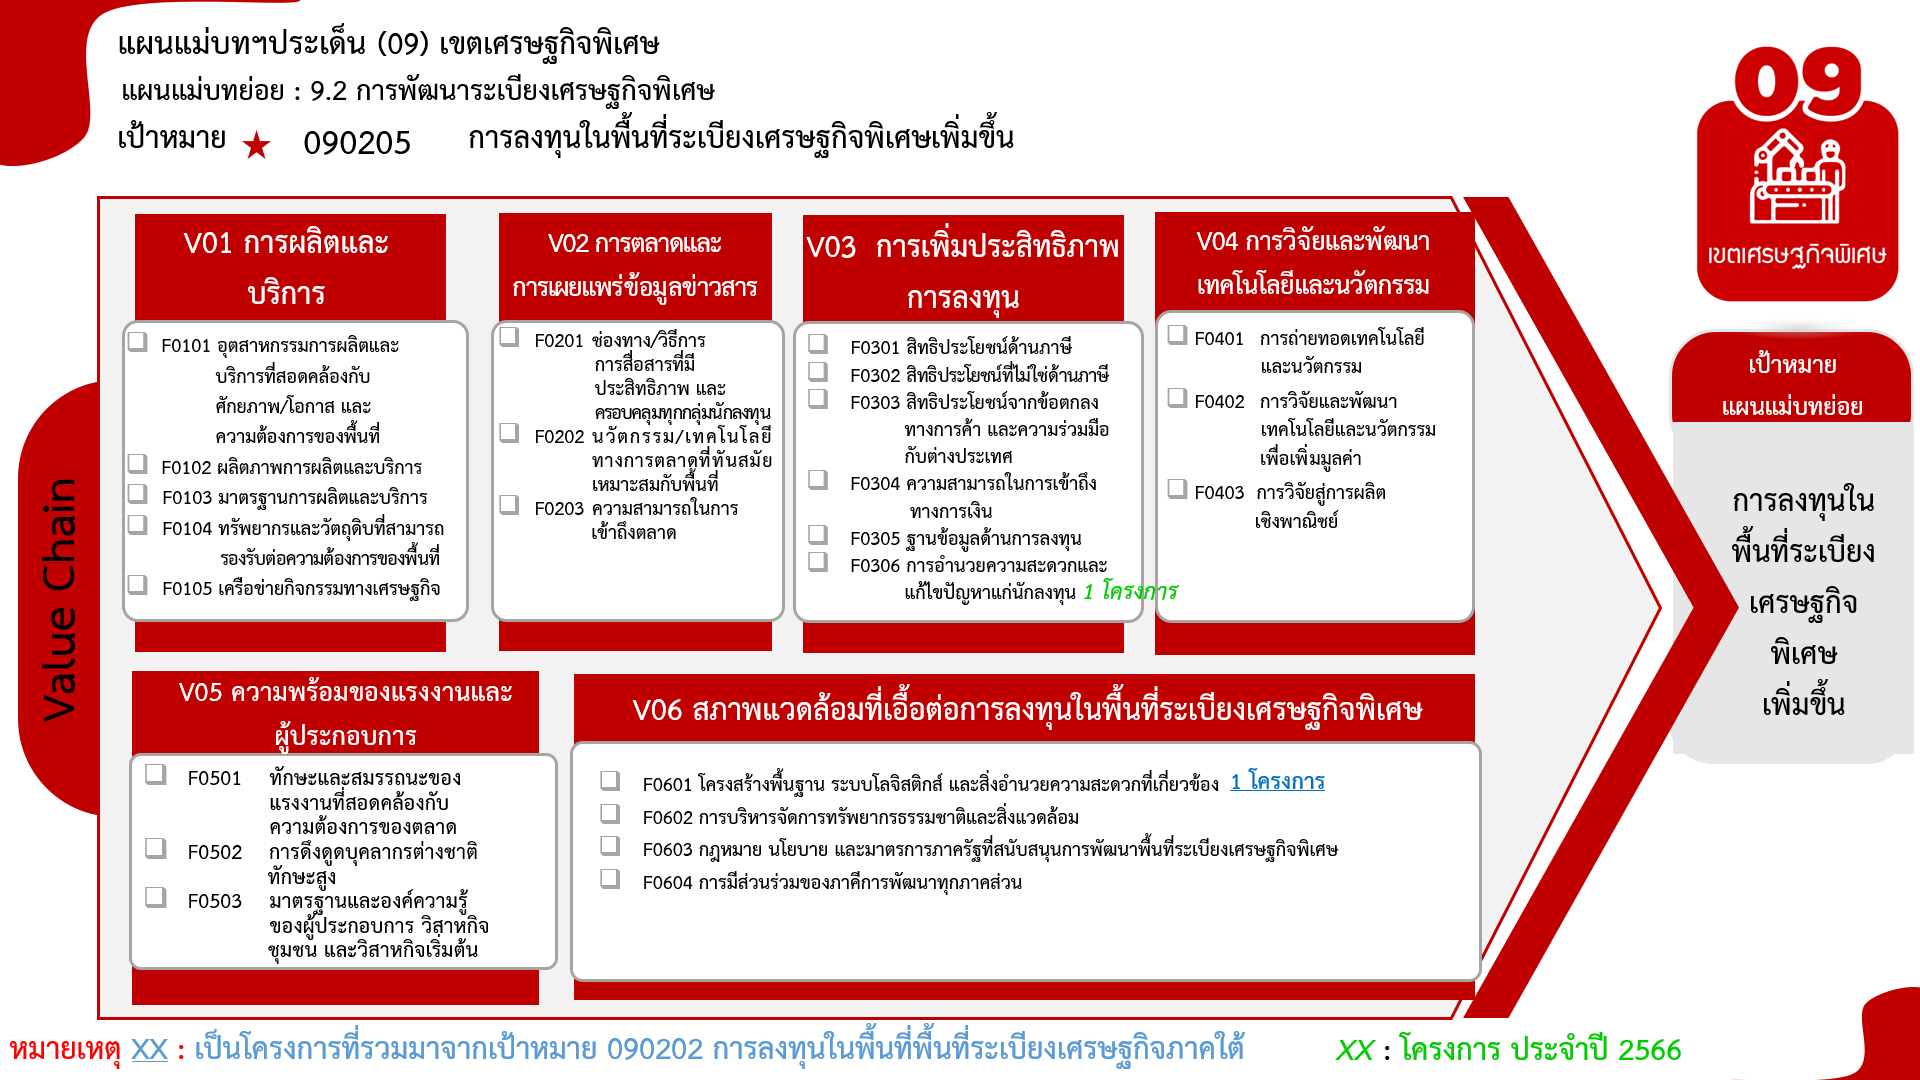 แผนแม่บทฯประเด็น (09) เขตเศรษฐกิจพิเศษ
แผนแม่บทย่อย : 9.2 การพัฒนาระเบียงเศรษฐกิจพิเศษ
เป้าหมาย ★ 090205 การลงทุนในพื้นที่ระเบียงเศรษฐกิจพิเศษเพิ่มขึ้น
09
เขตเศรษฐกิจพิเศษ
Value Chain
V01 การผลิตและ
บริการ
F0101 อุตสาหกรรมการผลิตและ
บริการที่สอดคล้องกับ
ศักยภาพ/โอกาส และ
ความต้องการของพื้นที่
F0102 ผลิตภาพการผลิตและบริการ
F0103 มาตรฐานการผลิตและบริการ
F0104 ทรัพยากรและวัตถุดิบที่สามารถ
รองรับต่อความต้องการของพื้นที่
F0105 เครือข่ายกิจกรรมทางเศรษฐกิจ
V02 การตลาดและ
การเผยแพร่ข้อมูลข่าวสาร
F0201 ช่องทาง/วิธีการ
การสื่อสารที่มี
ประสิทธิภาพ และ
ครอบคลุมทุกกลุ่มนักลงทุน
F0202 นวัตกรรม/เทคโนโลยี
ทางการตลาดที่ทันสมัย
เหมาะสมกับพื้นที่
F0203 ความสามารถในการ
เข้าถึงตลาด
V03 การเพิ่มประสิทธิภาพ
การลงทุน
F0301 สิทธิประโยชน์ด้านภาษี
F0302 สิทธิประโยชน์ที่ไม่ใช่ด้านภาษี
F0303 สิทธิประโยชน์จากข้อตกลง
ทางการค้า และความร่วมมือ
กับต่างประเทศ
F0304 ความสามารถในการเข้าถึง
ทางการเงิน
F0305 ฐานข้อมูลด้านการลงทุน
F0306 การอำนวยความสะดวกและ
แก้ไขปัญหาแก่นักลงทุน 1 โครงการ
V04 การวิจัยและพัฒนา
เทคโนโลยีและนวัตกรรม
F0401 การถ่ายทอดเทคโนโลยี
และนวัตกรรม
F0402 การวิจัยและพัฒนา
เทคโนโลยีและนวัตกรรม
เพื่อเพิ่มมูลค่า
F0403 การวิจัยสู่การผลิต
เชิงพาณิชย์
เป้าหมาย
แผนแม่บทย่อย
การลงทุนใน
พื้นที่ระเบียง
เศรษฐกิจ
พิเศษ
เพิ่มขึ้น
V05 ความพร้อมของแรงงานและ
ผู้ประกอบการ
F0501 ทักษะและสมรรถนะของ
แรงงานที่สอดคล้องกับ
ความต้องการของตลาด
F0502 การดึงดูดบุคลากรต่างชาติ
ทักษะสูง
F0503 มาตรฐานและองค์ความรู้
ของผู้ประกอบการ วิสาหกิจ
ชุมชน และวิสาหกิจเริ่มต้น
V06 สภาพแวดล้อมที่เอื้อต่อการลงทุนในพื้นที่ระเบียงเศรษฐกิจพิเศษ
F0601 โครงสร้างพื้นฐาน ระบบโลจิสติกส์ และสิ่งอำนวยความสะดวกที่เกี่ยวข้อง 1 โครงการ
F0602 การบริหารจัดการทรัพยากรธรรมชาติและสิ่งแวดล้อม
F0603 กฎหมาย นโยบาย และมาตรการภาครัฐที่สนับสนุนการพัฒนาพื้นที่ระเบียงเศรษฐกิจพิเศษ
F0604 การมีส่วนร่วมของภาคีการพัฒนาทุกภาคส่วน
หมายเหตุ XX : เป็นโครงการที่รวมมาจากเป้าหมาย 090202 การลงทุนในพื้นที่พื้นที่ระเบียงเศรษฐกิจภาคใต้
XX : โครงการ ประจำปี 2566